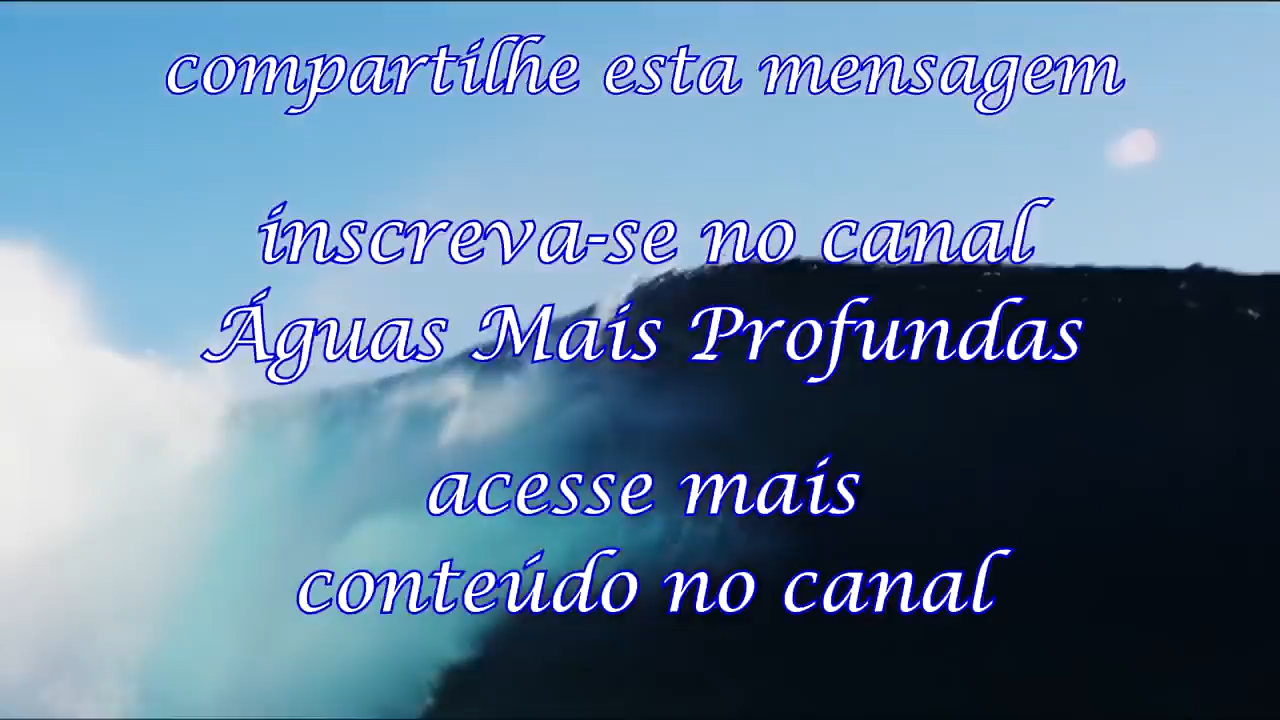 compartilhe esta mensagem
inscreva-se no canal
Águas Mais Profundas
acesse mais
conteúdo no canal